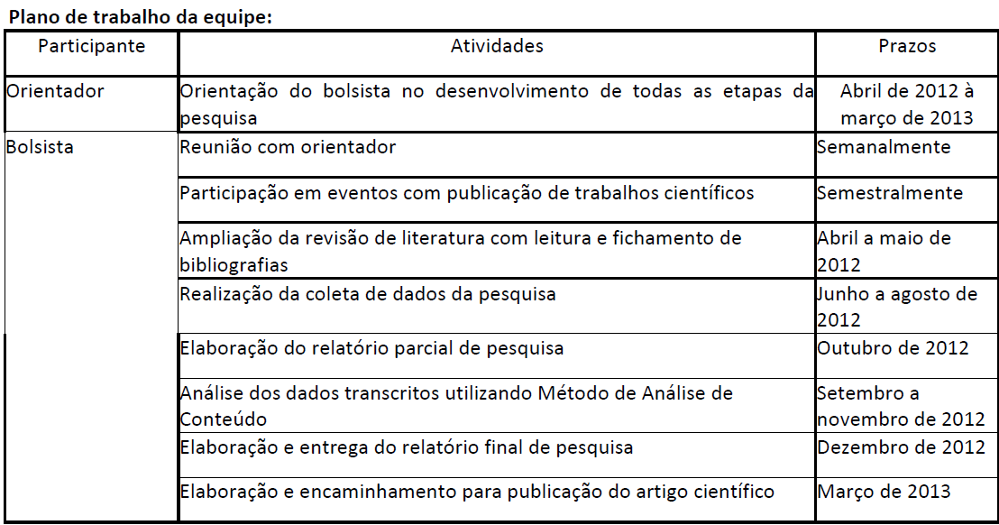 Plano de trabalho da equipe:
Participante Atividades Prazos
Orientador Orientação do bolsista no desenvolvimento de todas as etapas da Abril de 2012 à
pesquisa março de 2013
Bolsista Reunião com orientador Semanalmente
Participação em eventos com publicação de trabalhos científicos Semestralmente
Ampliação da revisão de literatura com leitura e fichamento de Abril a maio de
bibliografias 2012
Realização da coleta de dados da pesquisa Junho a agosto de
2012
Elaboração do relatório parcial de pesquisa Outubro de 2012
Análise dos dados transcritos utilizando Método de Análise de Setembro a
Conteúdo novembro de 2012
Elaboração e entrega do relatório final de pesquisa Dezembro de 2012
Elaboração e encaminhamento para publicação do artigo científico Março de 2013